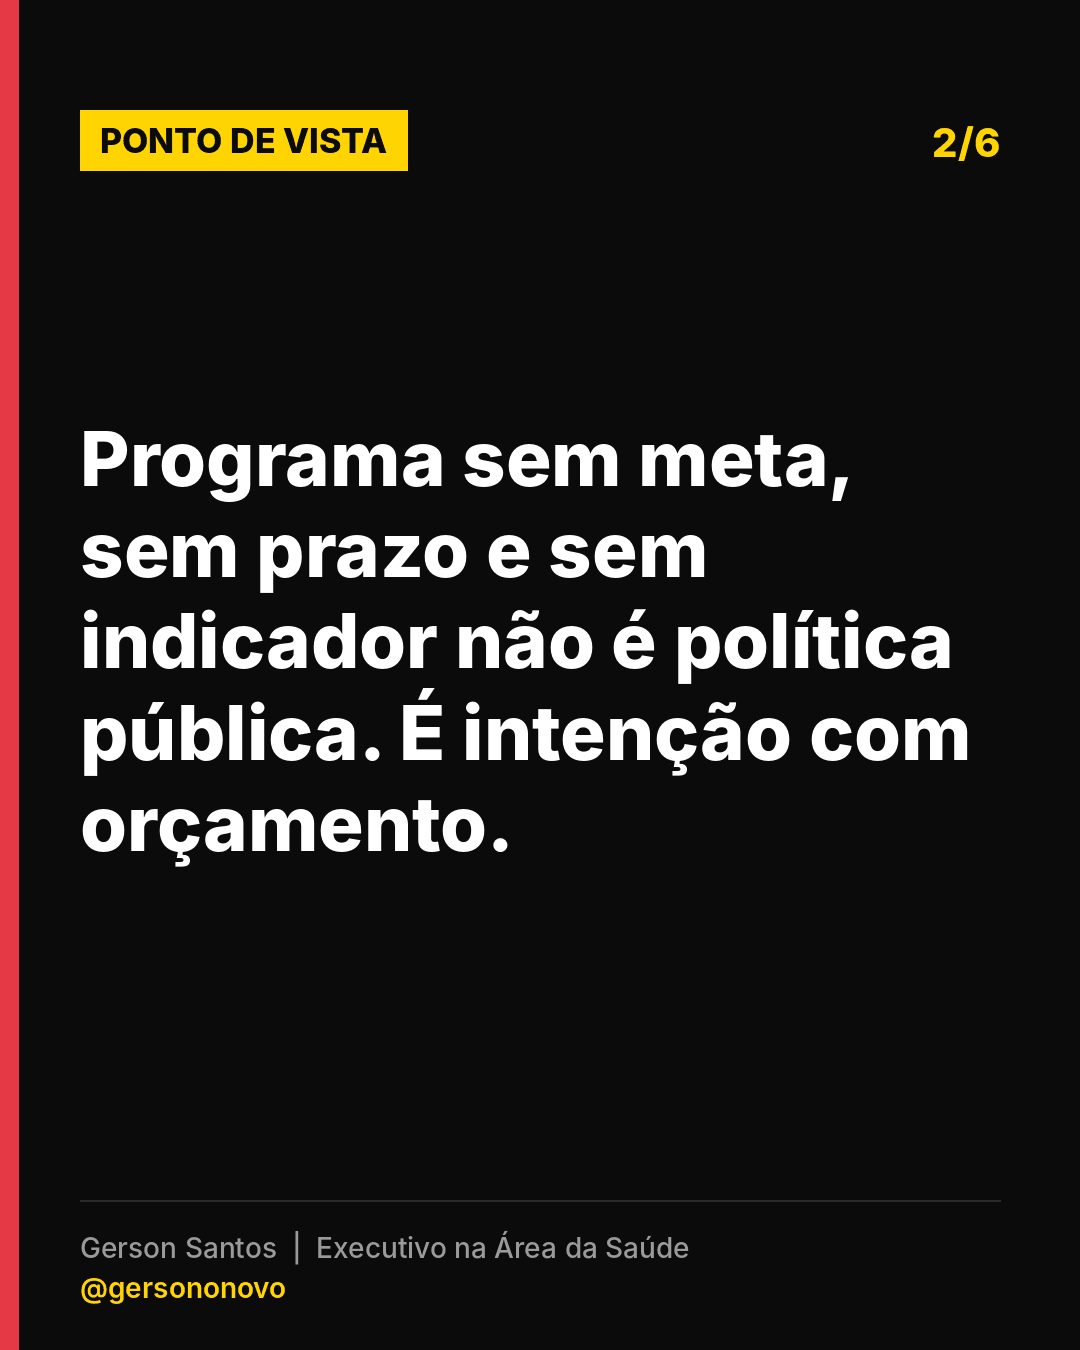 PONTO DE VISTA
2/6
Programa sem meta,
sem prazo e sem
indicador não é política
pública. É intenção com
orçamento.
Gerson Santos | Executivo na Área da Saúde
@gersononovo